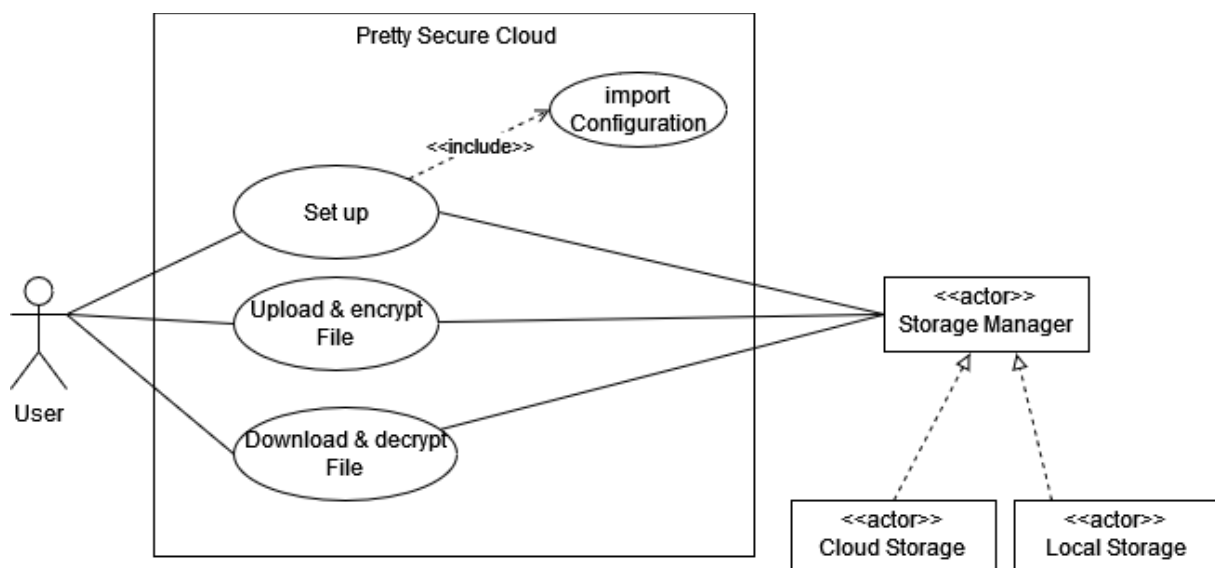 Pretty Secure Cloud
import
Configuration
<<include>>
Set up
<<actor>>
Storage Manager
Upload & encrypt
File
User
Download & decrypt
File
<<actor>>
Cloud Storage
<<actor>>
Local Storage